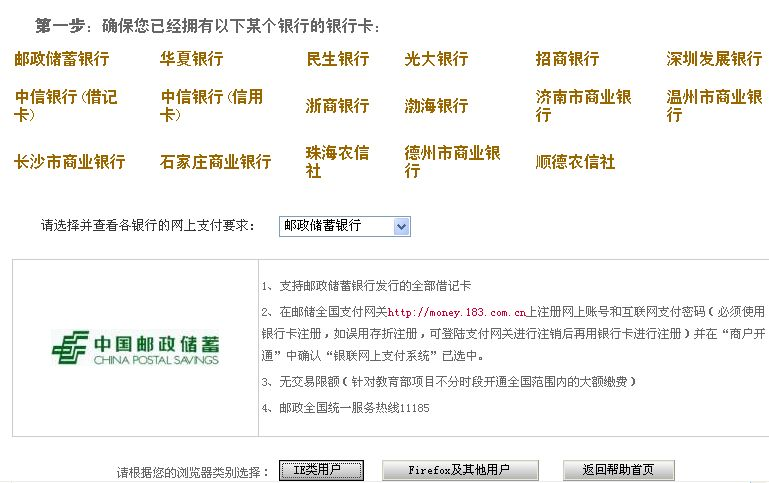 第一步：确保您已经拥有以下某个银行的银行卡：
邮政储蓄银行 华夏银行 民生银行 光大银行 招商银行 深圳发展银行
中信银行(借记卡) 中信银行(信用卡) 浙商银行 渤海银行 济南市商业银行 温州市商业银行
长沙市商业银行 石家庄商业银行 珠海农信社 德州市商业银行 顺德农信社
请选择并查看各银行的网上支付要求： 邮政储蓄银行
中国邮政储蓄
CHINA POSTAL SAVINGS
1、支持邮政储蓄银行发行的全部借记卡
2、在邮储全国支付网关http://money.183.com.cn上注册网上账号和互联网支付密码（必须使用
银行卡注册，如误用存折注册，可登陆支付网关进行注销后再用银行卡进行注册）并在“商户开
通”中确认“银联网上支付系统”已选中。
3、无交易限额（针对教育部项目不分时段开通全国范围内的大额缴费）
4、邮政全国统一服务热线11185
请根据您的浏览器类别选择： IE类用户 Firefox及其他用户 返回帮助首页